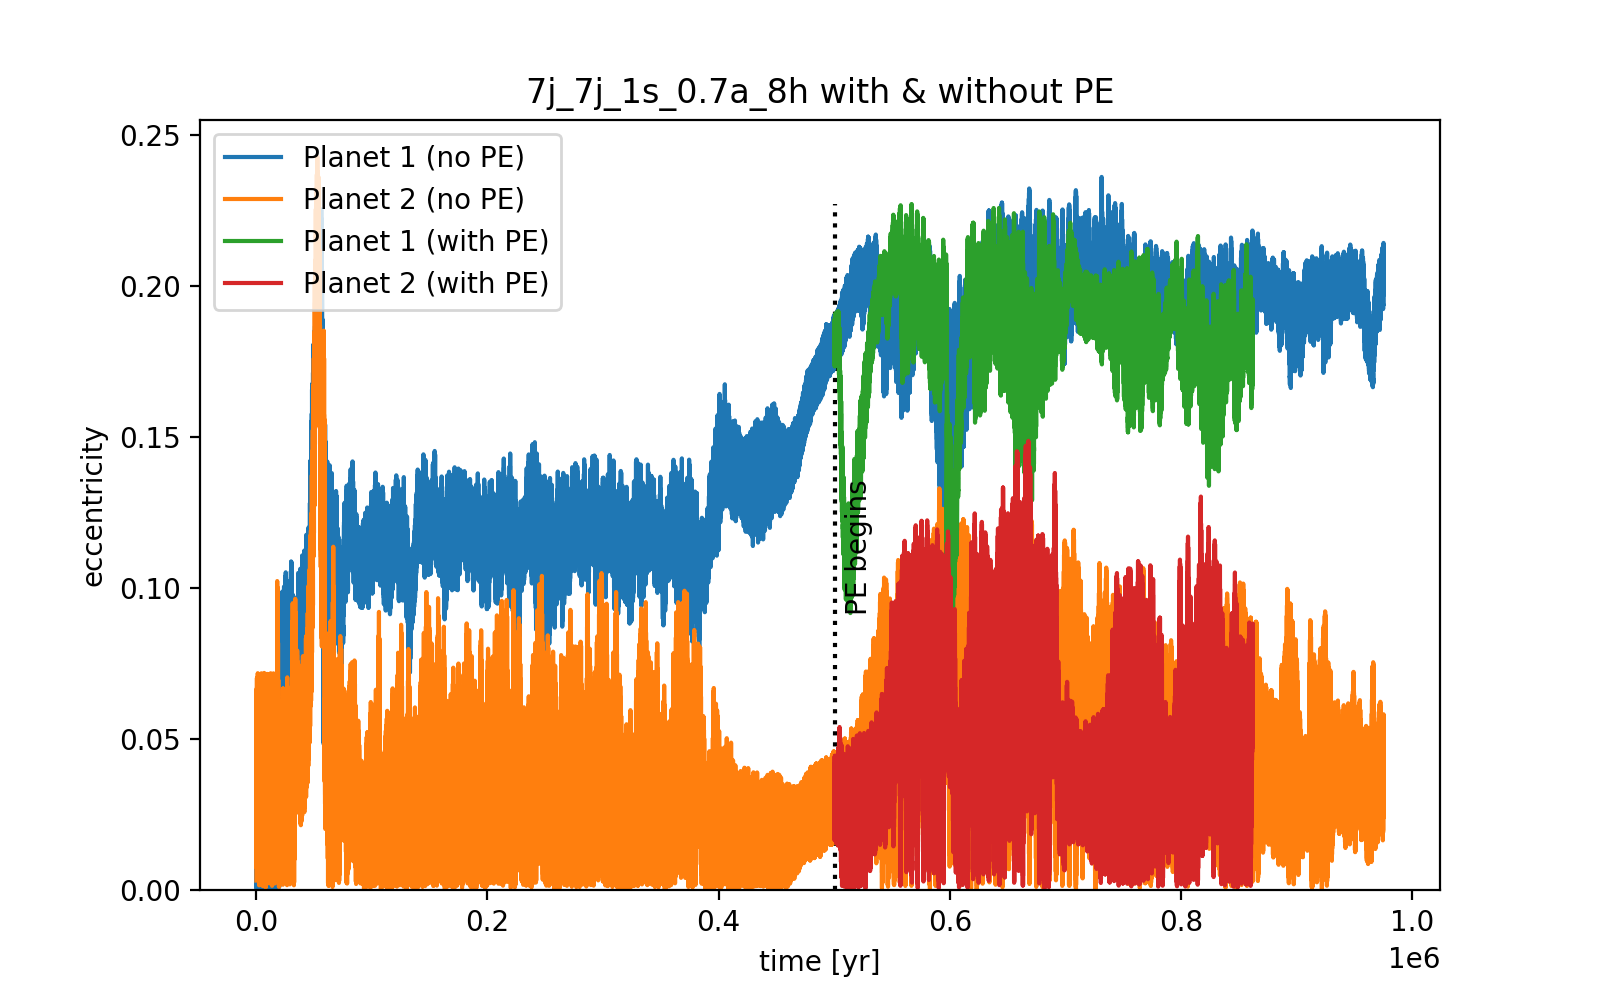 7j_7j_1s_0.7a_8h with & without PE
0.25
0.20
0.15
0.10
0.05
0.00
eccentricity
Planet 1 (no PE)
Planet 2 (no PE)
Planet 1 (with PE)
Planet 2 (with PE)
PE begins
0.0 0.2 0.4 0.6 0.8 1.0
time [yr]
1e6